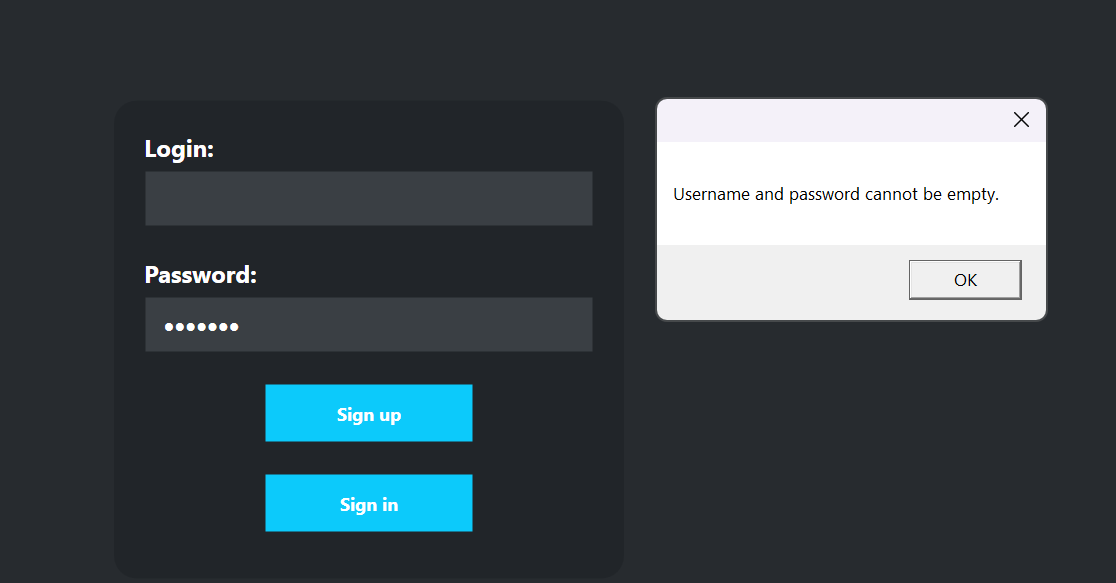 Login:
Password:
•••••••
Sign up
Sign in
Username and password cannot be empty.
OK